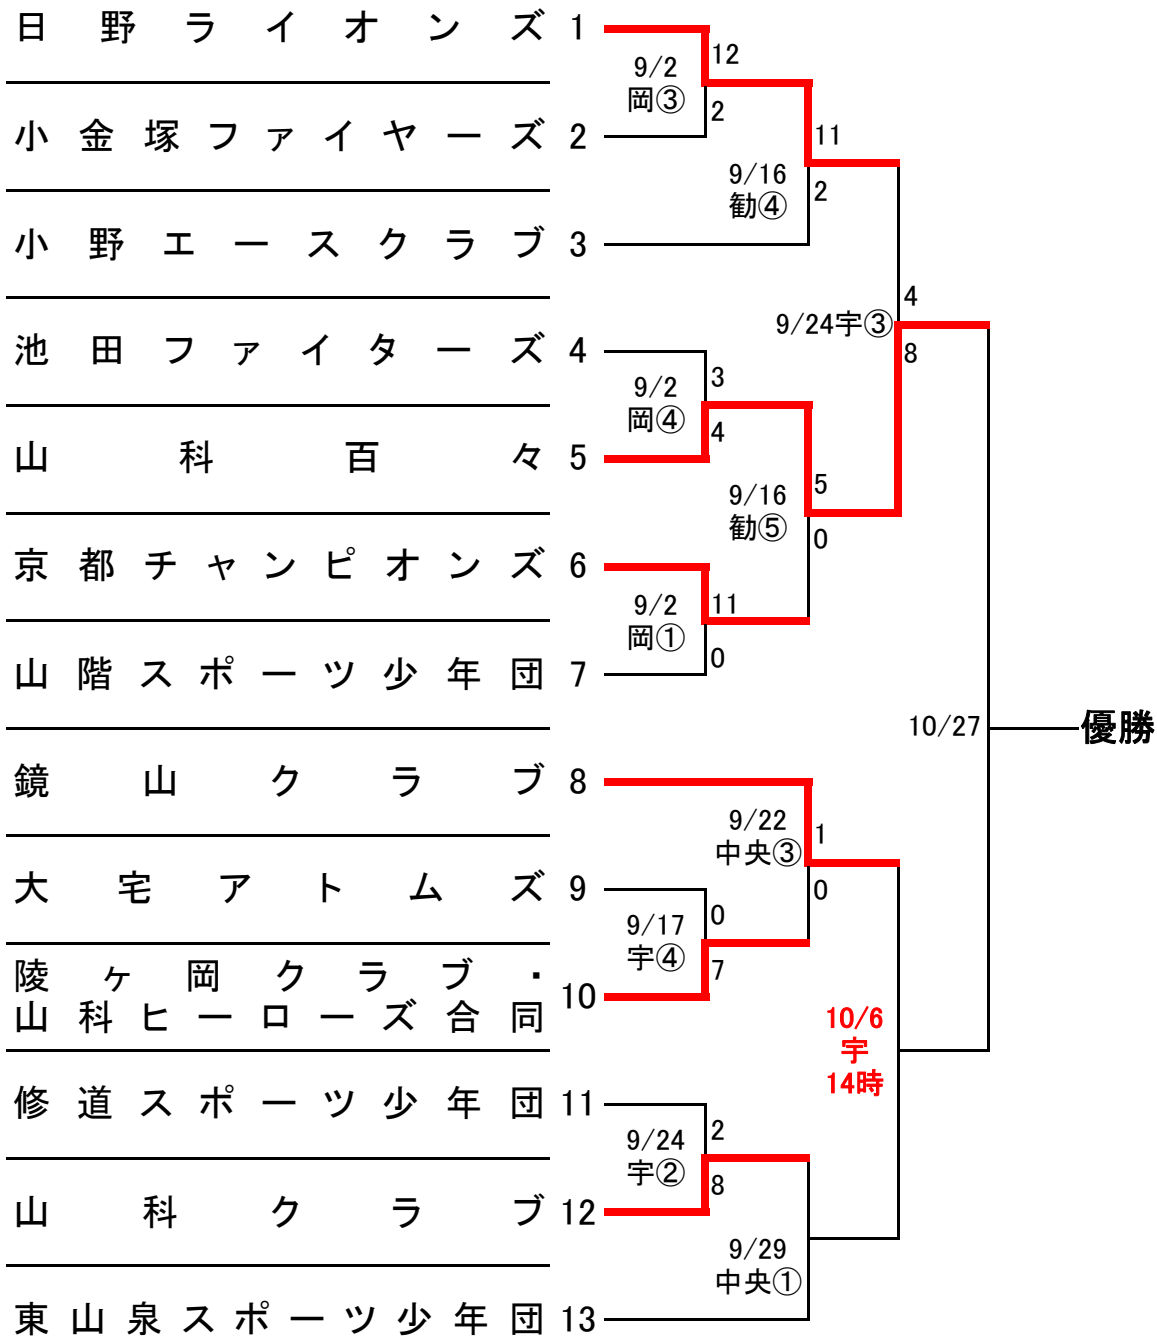 日野ライオンズ 1
12
9/2
岡③
2
小金塚ファイヤーズ 2
11
9/16
勧④
2
小野エースクラブ 3
4
9/24宇③
8
池田ファイターズ 4
3
9/2
岡④
4
山科百々 5
5
9/16
勧⑤
0
京都チャンピオンズ 6
11
9/2
岡①
0
山階スポーツ少年団 7
10/27
優勝
鏡山クラブ 8
9/22
中央③
1
0
大宅アトムズ 9
0
9/17
宇④
7
陵ヶ岡クラブ・
山科ヒーローズ合同
10
10/6
宇
14時
修道スポーツ少年団 11
2
9/24
宇②
8
山科クラブ 12
9/29
中央①
東山泉スポーツ少年団 13